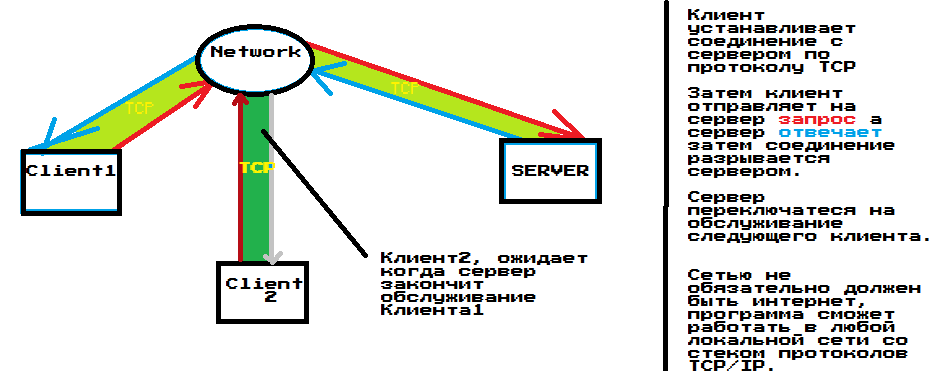 Network
TCP
TCP
Client1
TCP
SERVER
Client
2
Клиент2, ожидает
когда сервер
закончит
обслуживание
Клиента1
Клиент
устанавливает
соединение с
сервером по
протоколу TCP
Затем клиент
отправляет на
сервер запрос а
сервер отвечает
затем соединение
разрывается
сервером.
Сервер
переключатеся на
обслуживание
следующего клиента.
Сетью не
обязательно должен
быть интернет,
программа сможет
работать в любой
локальной сети со
стеком протоколов
TCP/IP.